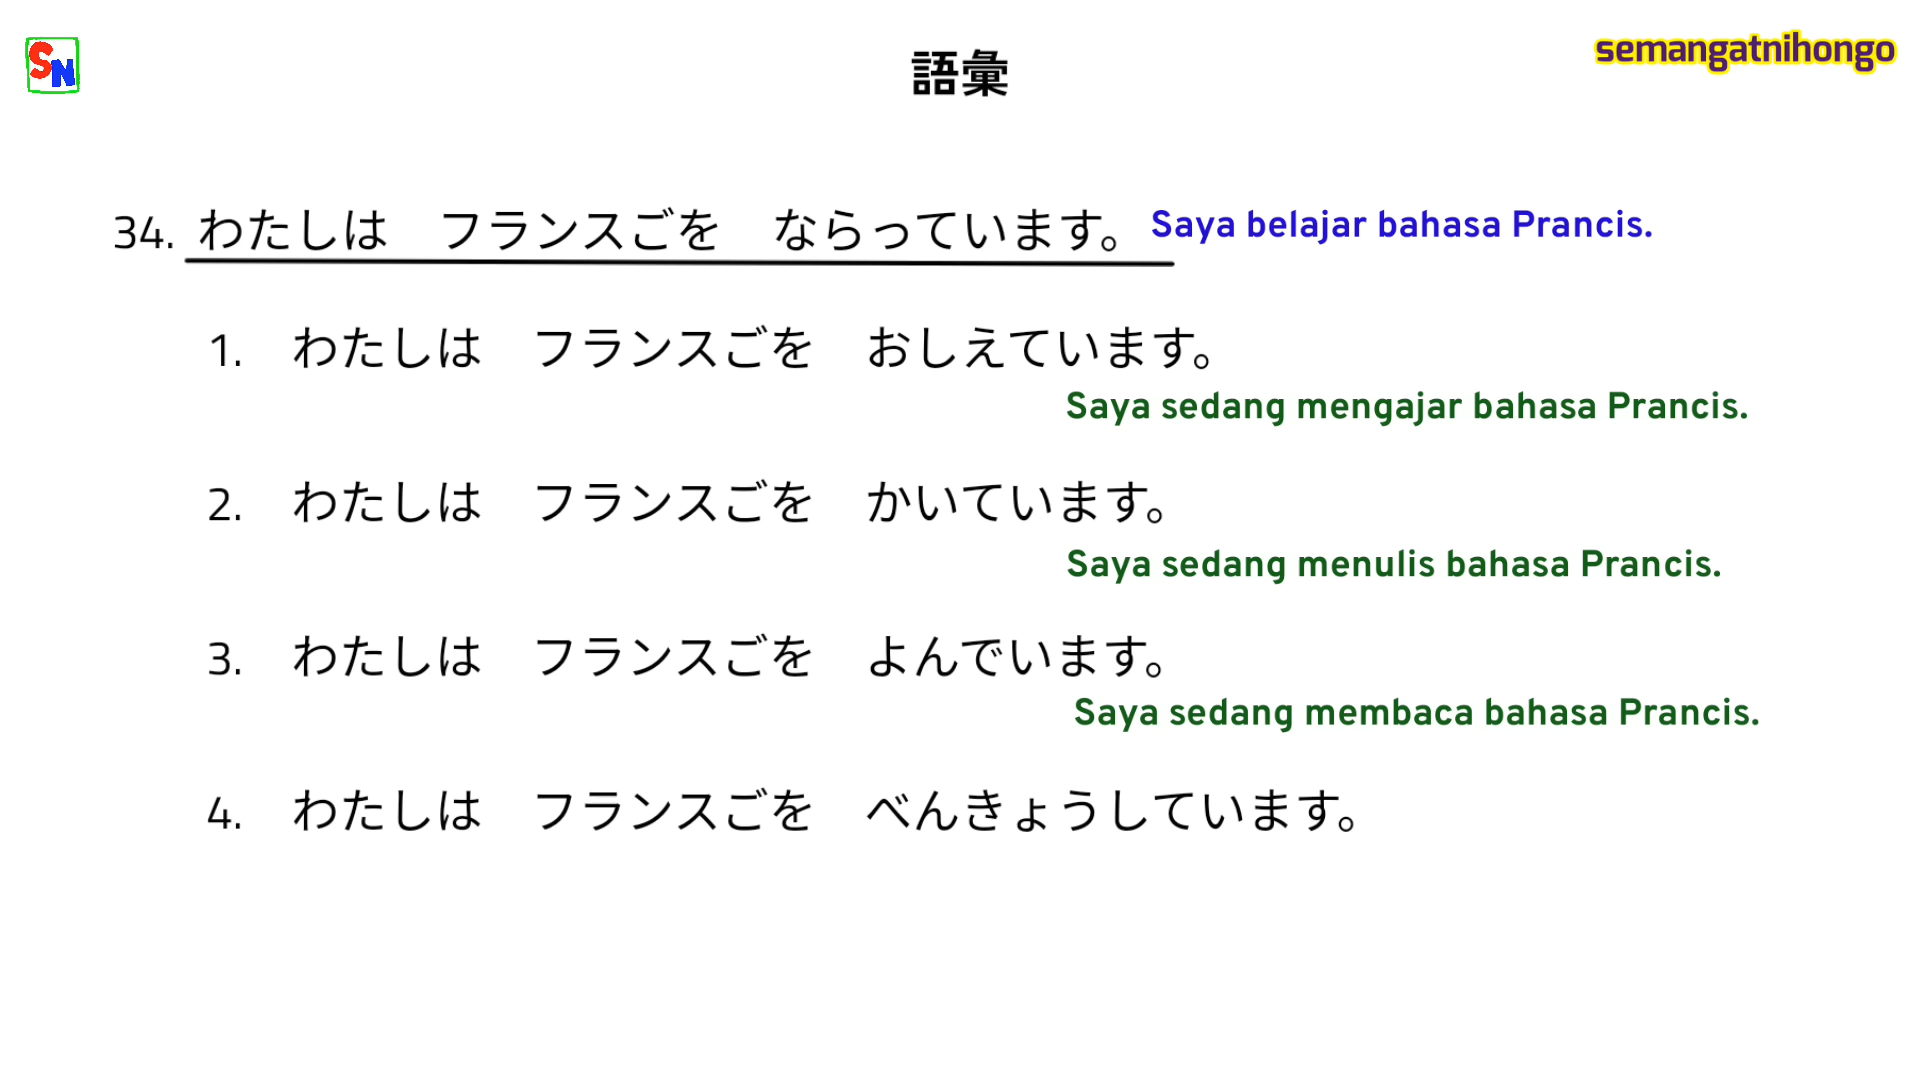 SN
語彙
semangatnihongo
34. わたしは　フランスごを　ならっています。 Saya belajar bahasa Prancis.
1.　わたしは　フランスごを　おしえています。
Saya sedang mengajar bahasa Prancis.
2.　わたしは　フランスごを　かいています。
Saya sedang menulis bahasa Prancis.
3.　わたしは　フランスごを　よんでいます。
Saya sedang membaca bahasa Prancis.
4.　わたしは　フランスごを　べんきょうしています。